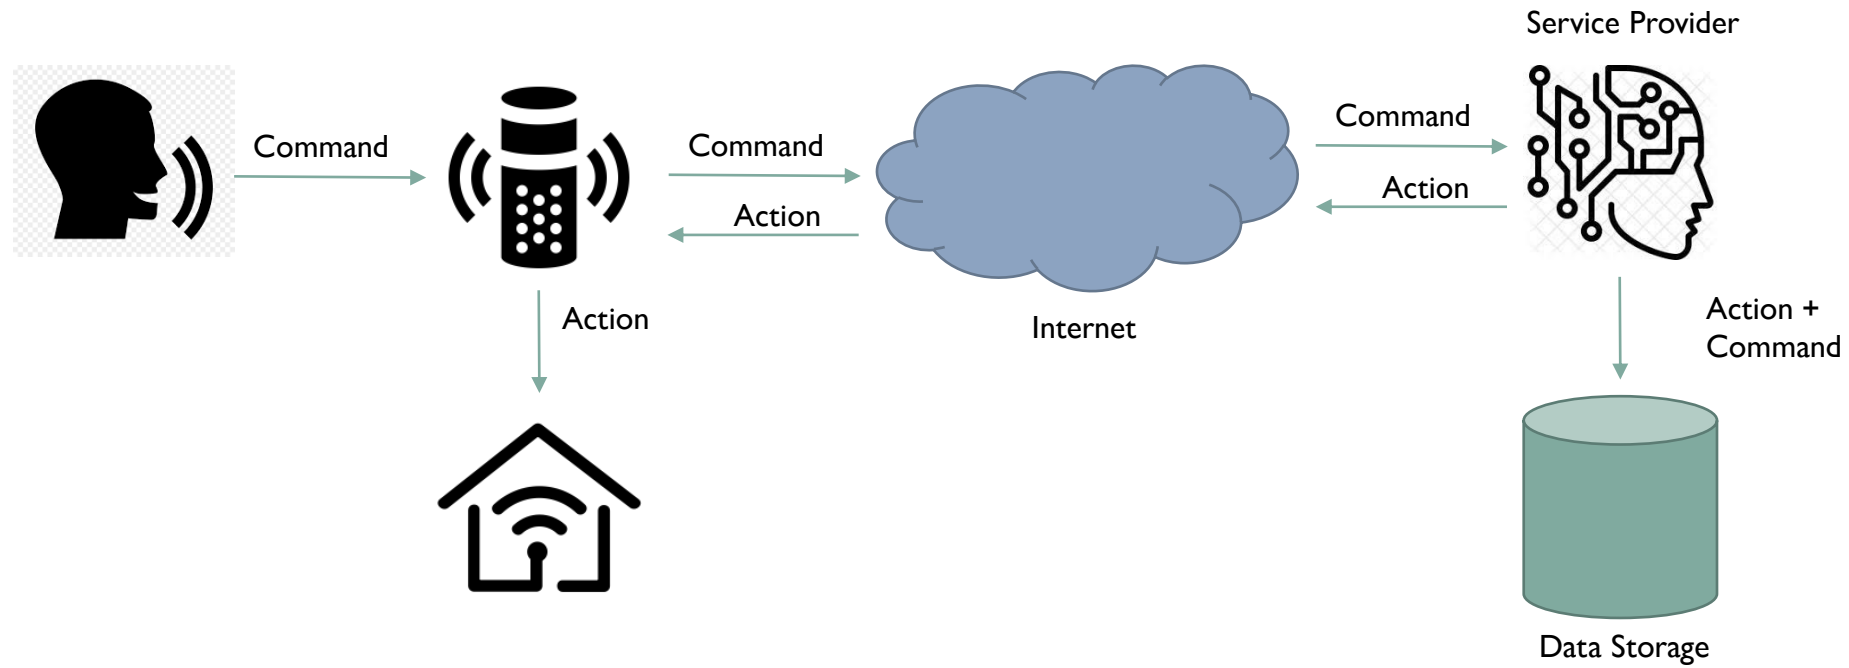 Service Provider
Command
Command
Action
Command
Action
Action
Internet
Action +
Command
Data Storage